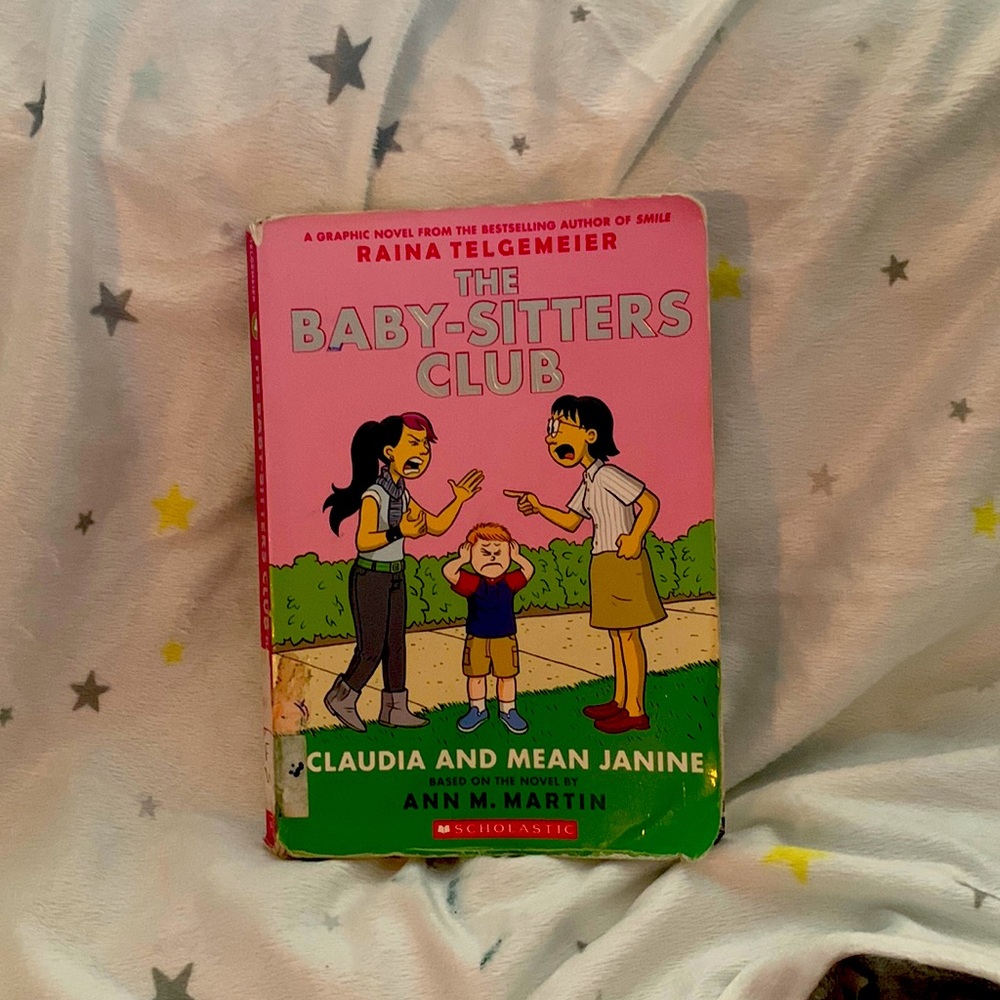 A GRAPHIC NOVEL FROM THE BESTSELLING AUTHOR OF SMILE
RAINA TELGEMEIER
THE
BABY-SITTERS
CLUB
CLAUDIA AND MEAN JANINE
BASED ON THE NOVEL BY
ANN M. MARTIN
SCHOLASTIC